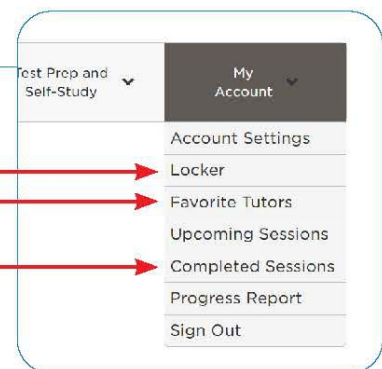 Test Prep and
Self-Study
My
Account
Account Settings
Locker
Favorite Tutors
Upcoming Sessions
Completed Sessions
Progress Report
Sign Out